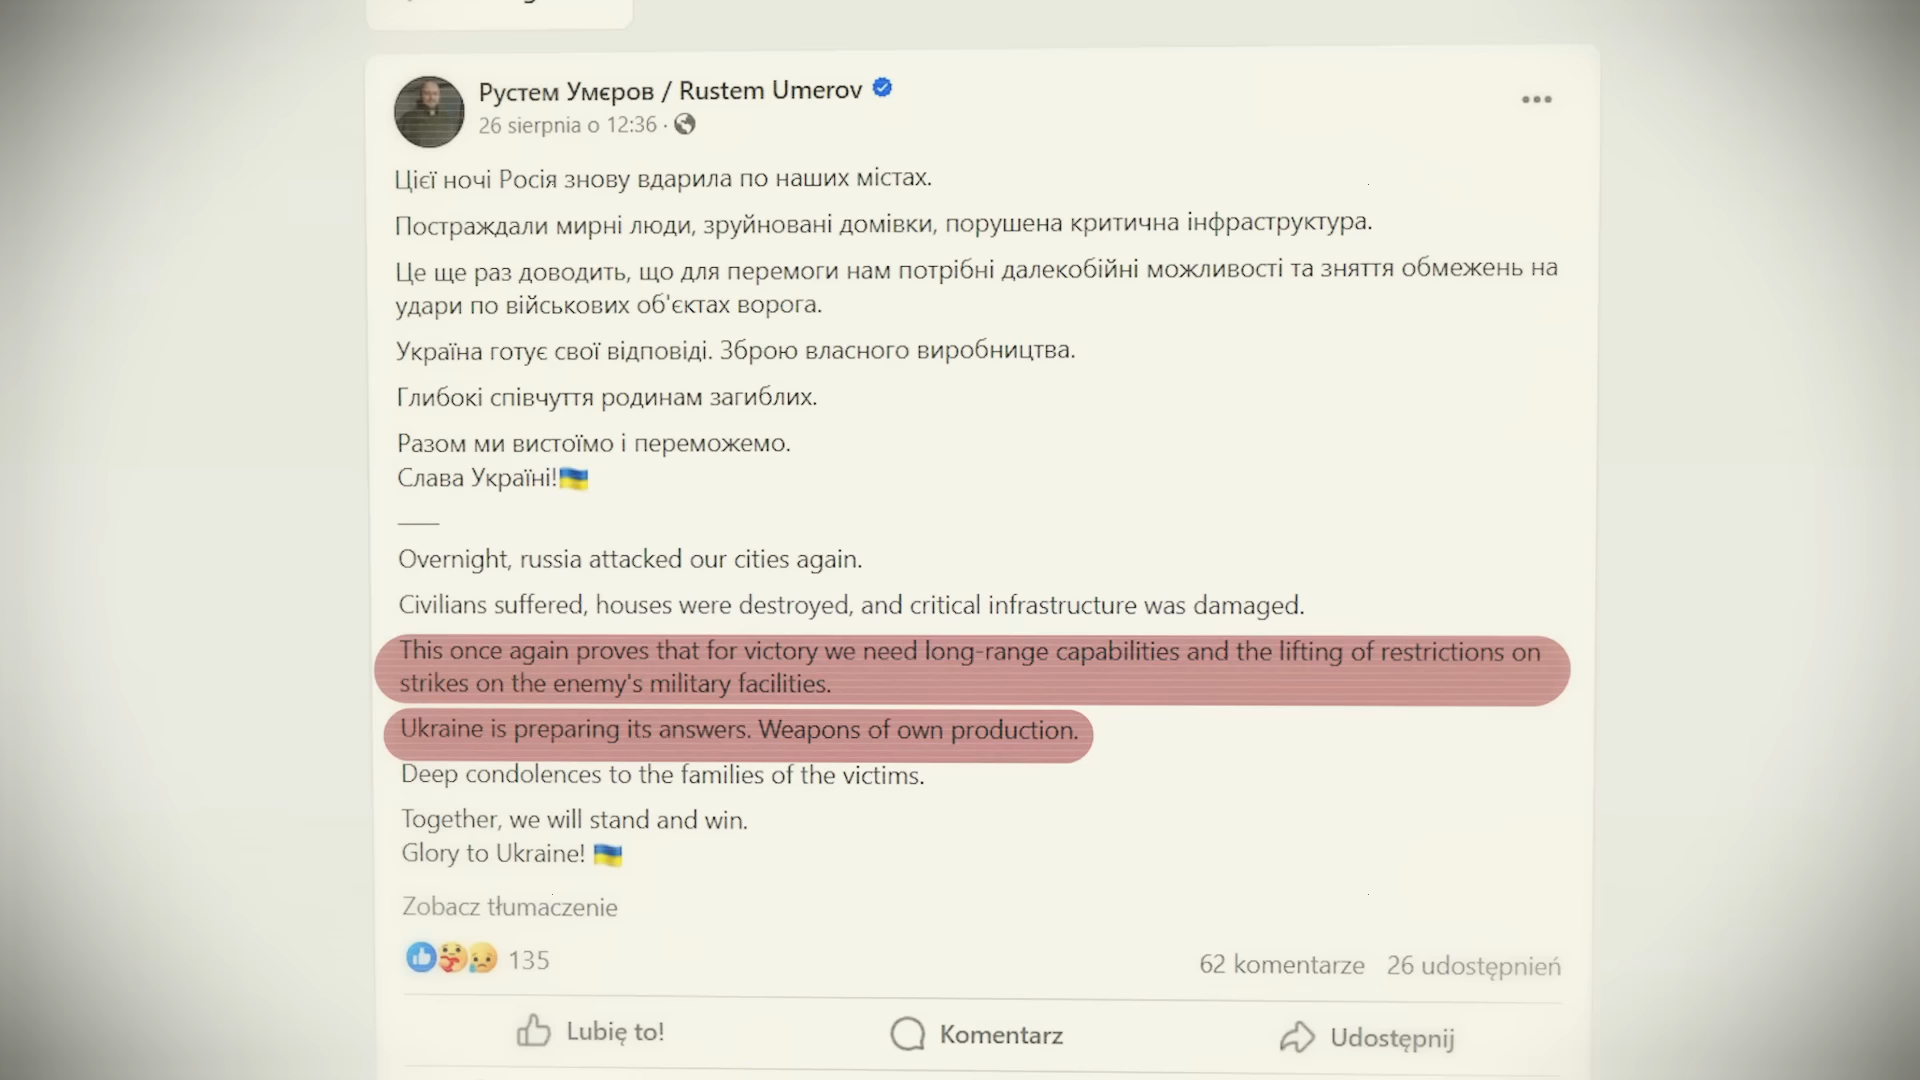 Рустем Умєров / Rustem Umerov
26 sierpnia o 12:36 ·
Цієї ночі Росія знову вдарила по наших містах.
Постраждали мирні люди, зруйновані домівки, порушена критична інфраструктура.
Це ще раз доводить, що для перемоги нам потрібні далекобійні можливості та зняття обмежень на
удари по військових об'єктах ворога.
Україна готує свої відповіді. Зброю власного виробництва.
Глибокі співчуття родинам загиблих.
Разом ми вистоїмо і переможемо.
Слава Україні!🇺🇦
___
Overnight, russia attacked our cities again.
Civilians suffered, houses were destroyed, and critical infrastructure was damaged.
This once again proves that for victory we need long-range capabilities and the lifting of restrictions on
strikes on the enemy's military facilities.
Ukraine is preparing its answers. Weapons of own production.
Deep condolences to the families of the victims.
Together, we will stand and win.
Glory to Ukraine! 🇺🇦
Zobacz tłumaczenie
135
62 komentarze 26 udostępnień
Lubię to! Komentarz Udostępnij